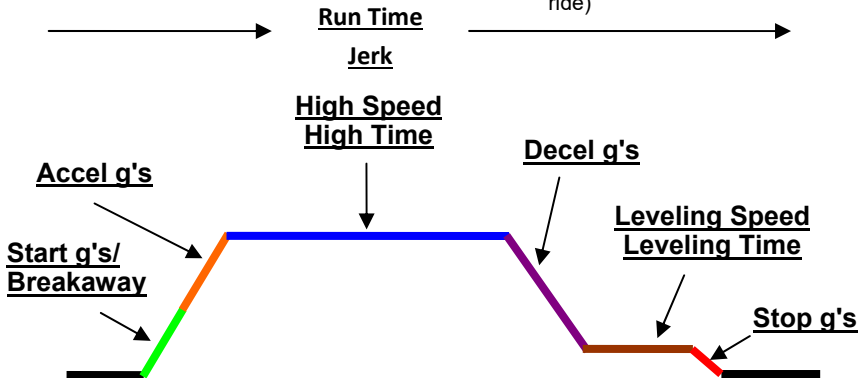 ride)
Run Time
Jerk
High Speed
High Time
Decel g's
Accel g's
Leveling Speed
Leveling Time
Start g's/
Breakaway
Stop g's